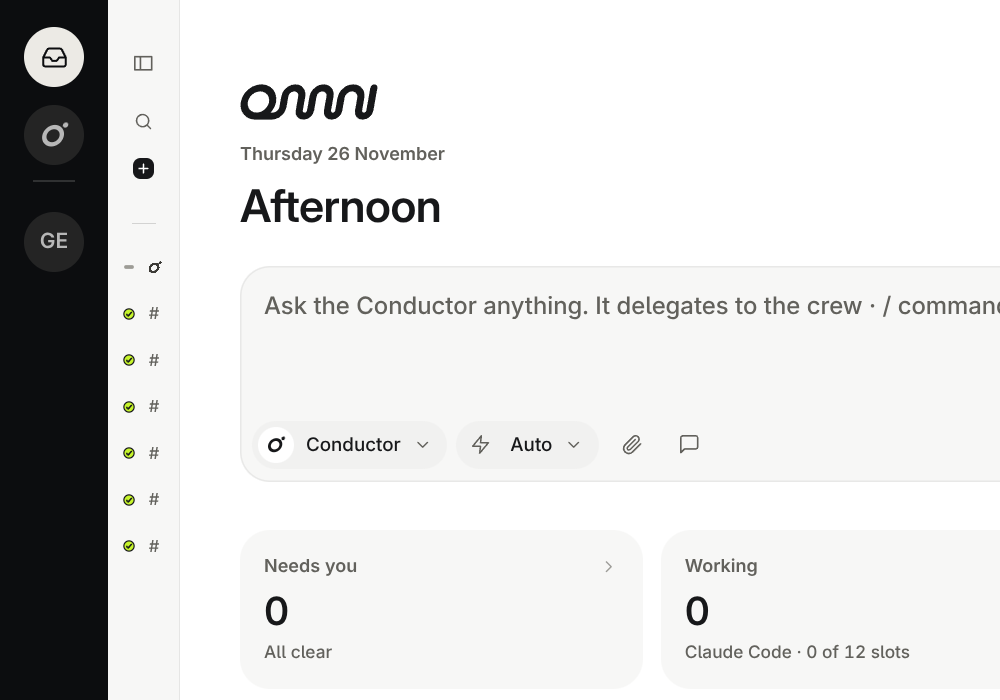 GE
#
#
#
#
#
#
omni
Thursday 26 November
Afternoon
Ask the Conductor anything. It delegates to the crew · / comman
Conductor
Auto
Needs you
0
All clear
Working
0
Claude Code · 0 of 12 slots